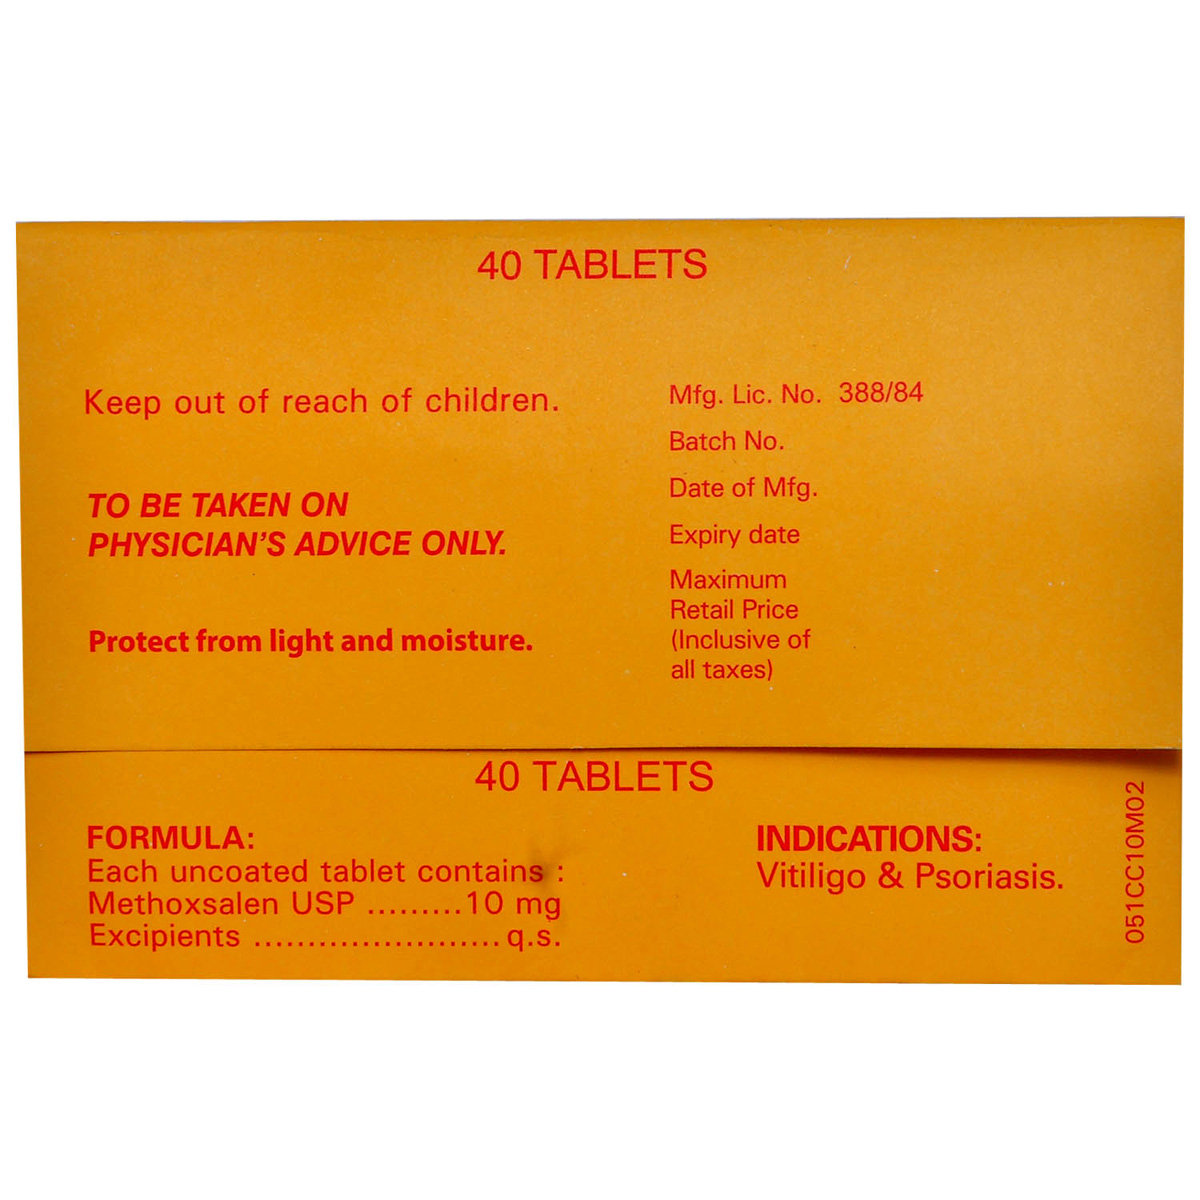 40 TABLETS
Keep out of reach of children.
TO BE TAKEN ON
PHYSICIAN'S ADVICE ONLY.
Protect from light and moisture.
Mfg. Lic. No. 388/84
Batch No.
Date of Mfg.
Expiry date
Maximum
Retail Price
(Inclusive of
all taxes)
40 TABLETS
FORMULA:
Each uncoated tablet contains :
Methoxsalen USP .........10 mg
Excipients .......................q.s.
INDICATIONS:
Vitiligo & Psoriasis.
051CC10M02